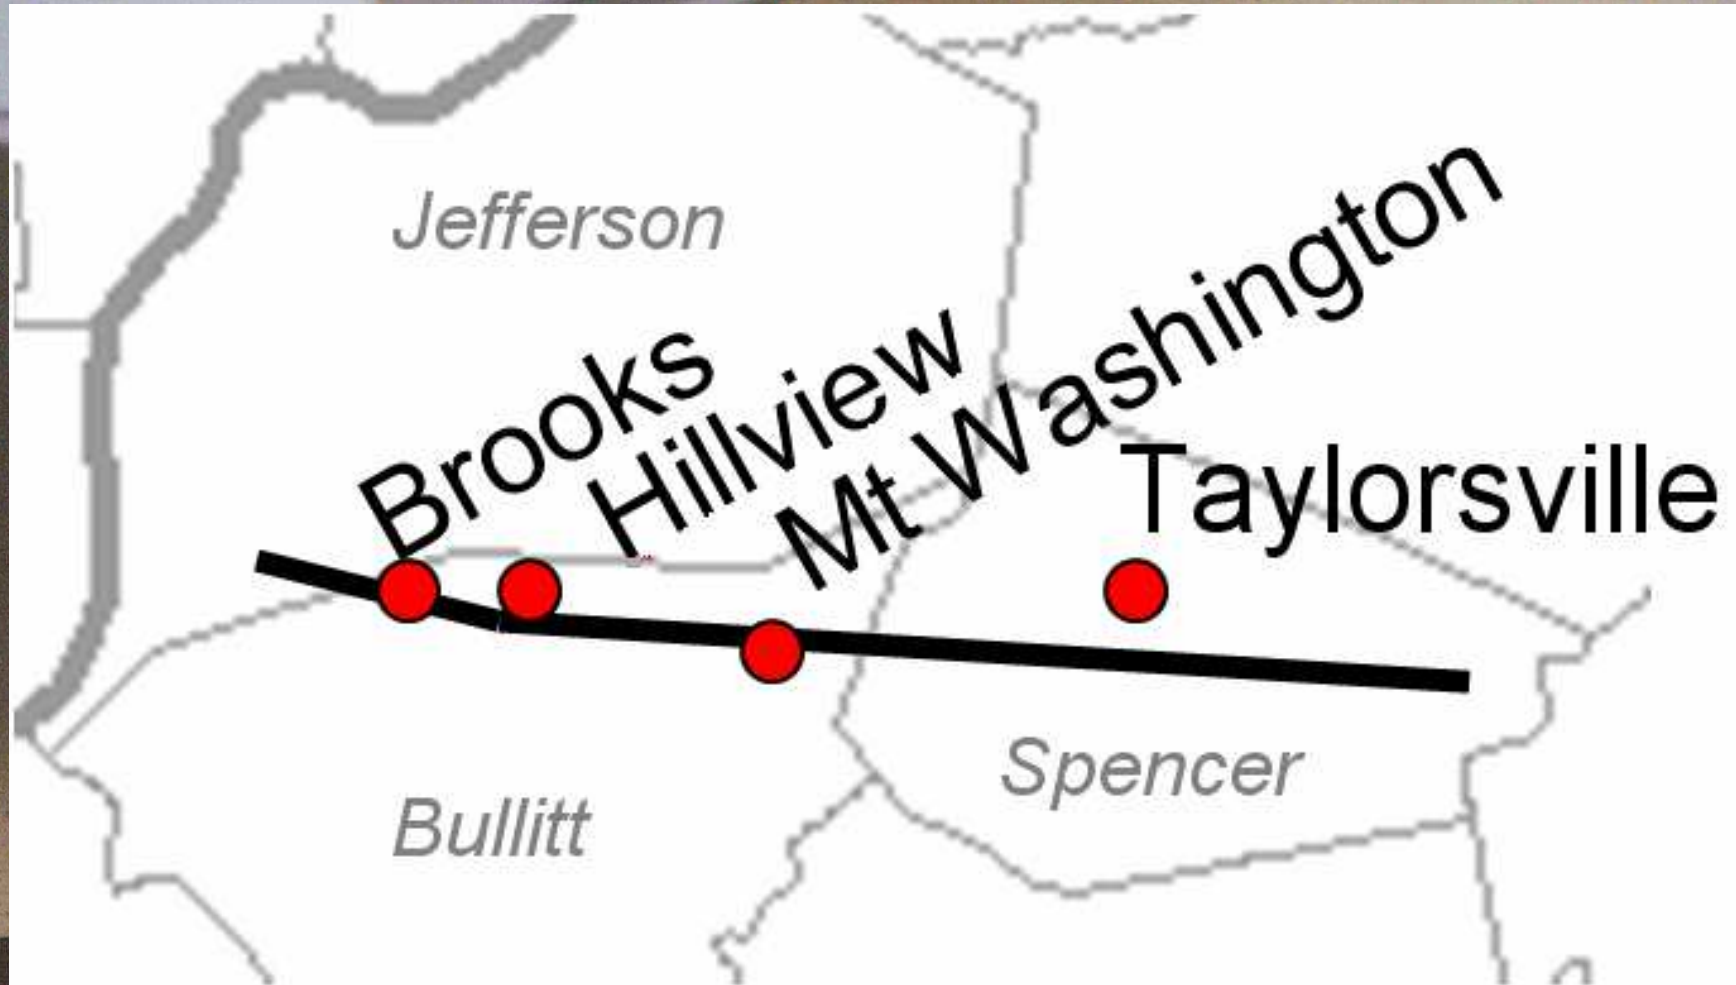 Jefferson
Brooks
Hillview
Mt Washington
Taylorsville
Spencer
Bullitt